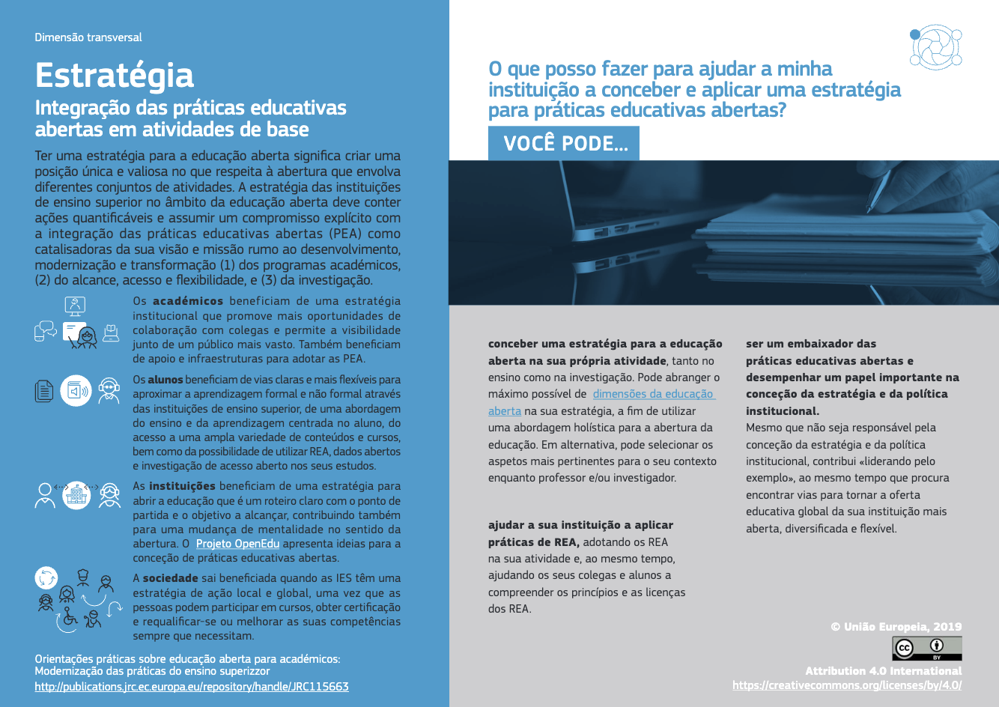 Dimensão transversal
Estratégia
Integração das práticas educativas
abertas em atividades de base
Ter uma estratégia para a educação aberta significa criar uma
posição única e valiosa no que respeita à abertura que envolva
diferentes conjuntos de atividades. A estratégia das instituições
de ensino superior no âmbito da educação aberta deve conter
ações quantificáveis e assumir um compromisso explícito com
a integração das práticas educativas abertas (PEA) como
catalisadoras da sua visão e missão rumo ao desenvolvimento,
modernização e transformação (1) dos programas académicos,
(2) do alcance, acesso e flexibilidade, e (3) da investigação.
Os académicos beneficiam de uma estratégia
institucional que promove mais oportunidades de
colaboração com colegas e permite a visibilidade
junto de um público mais vasto. Também beneficiam
de apoio e infraestruturas para adotar as PEA.
Os alunos beneficiam de vias claras e mais flexíveis para
aproximar a aprendizagem formal e não formal através
das instituições de ensino superior, de uma abordagem
do ensino e da aprendizagem centrada no aluno, do
acesso a uma ampla variedade de conteúdos e cursos,
bem como da possibilidade de utilizar REA, dados abertos
e investigação de acesso aberto nos seus estudos.
As instituições beneficiam de uma estratégia para
abrir a educação que é um roteiro claro com o ponto de
partida e o objetivo a alcançar, contribuindo também
para uma mudança de mentalidade no sentido da
abertura. O Projeto OpenEdu apresenta ideias para a
conceção de práticas educativas abertas.
A sociedade sai beneficiada quando as IES têm uma
estratégia de ação local e global, uma vez que as
pessoas podem participar em cursos, obter certificação
e requalificar-se ou melhorar as suas competências
sempre que necessitam.
Orientações práticas sobre educação aberta para académicos:
Modernização das práticas do ensino superizzor
http://publications.jrc.ec.europa.eu/repository/handle/JRC115663
O que posso fazer para ajudar a minha
instituição a conceber e aplicar uma estratégia
para práticas educativas abertas?
VOCÊ PODE...
conceber uma estratégia para a educação
aberta na sua própria atividade, tanto no
ensino como na investigação. Pode abranger o
máximo possível de dimensões da educação
aberta na sua estratégia, a fim de utilizar
uma abordagem holística para a abertura da
educação. Em alternativa, pode selecionar os
aspetos mais pertinentes para o seu contexto
enquanto professor e/ou investigador.
ajudar a sua instituição a aplicar
práticas de REA, adotando os REA
na sua atividade e, ao mesmo tempo,
ajudando os seus colegas e alunos a
compreender os princípios e as licenças
dos REA.
ser um embaixador das
práticas educativas abertas e
desempenhar um papel importante na
conceção da estratégia e da política
institucional.
Mesmo que não seja responsável pela
conceção da estratégia e da política
institucional, contribui «liderando pelo
exemplo», ao mesmo tempo que procura
encontrar vias para tornar a oferta
educativa global da sua instituição mais
aberta, diversificada e flexível.
© União Europeia, 2019
cc
BY
Attribution 4.0 International
https://creativecommons.org/licenses/by/4.0/